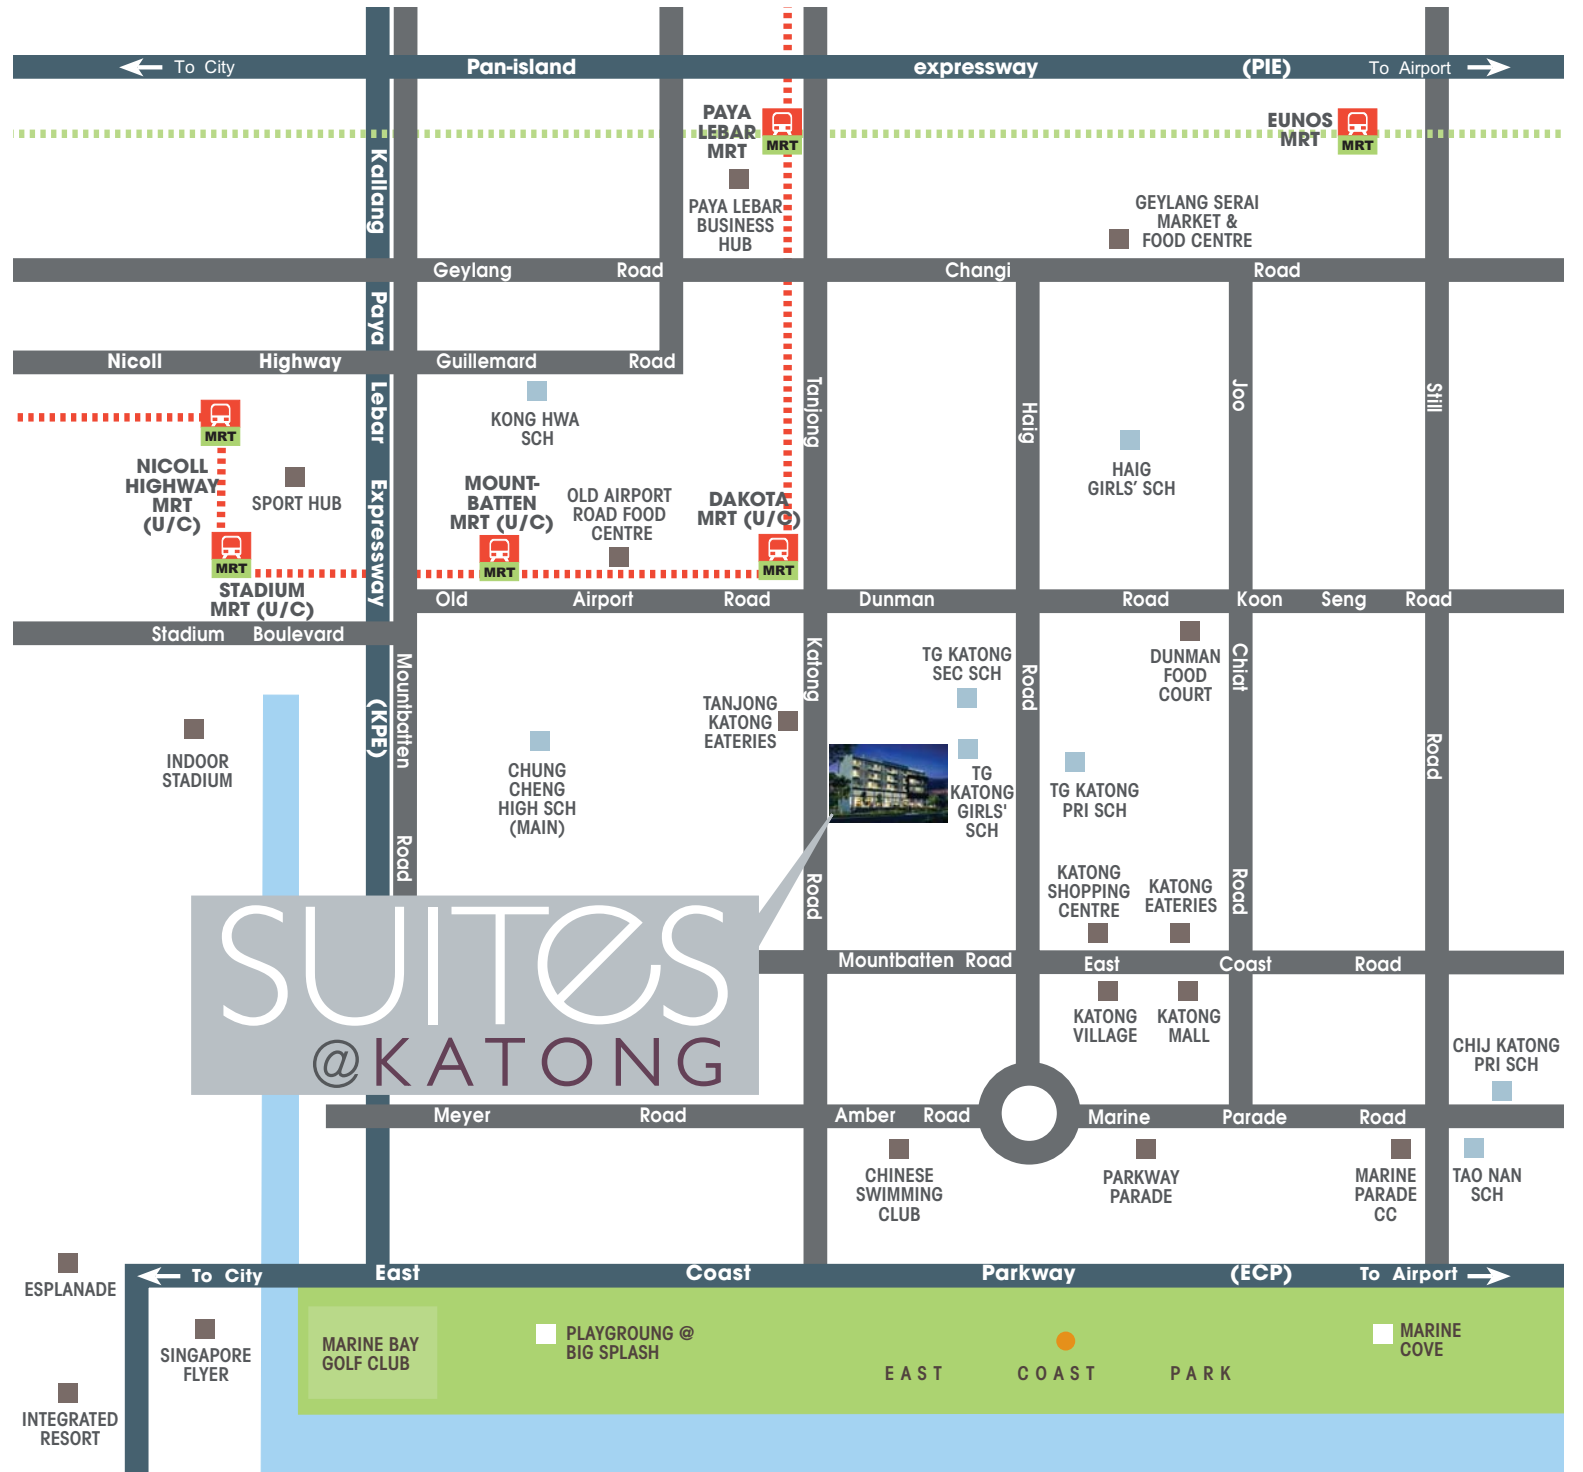 To City
Pan-island
expressway
(PIE)
To Airport
PAYA
LEBAR
MRT
MRT
EUNOS
MRT
MRT
Kallang
PAYA LEBAR
BUSINESS
HUB
GEYLANG SERAI
MARKET &
FOOD CENTRE
Geylang
Road
Changi
Road
Paya
Nicoll
Highway
Guillemard
Road
Lebar
Tanjong
Haig
Joo
Still
KONG HWA
SCH
MRT
NICOLL
HIGHWAY
MRT
(U/C)
SPORT HUB
HAIG
GIRLS' SCH
Expressway
MOUNT-
BATTEN
MRT (U/C)
MRT
OLD AIRPORT
ROAD FOOD
CENTRE
DAKOTA
MRT (U/C)
MRT
MRT
STADIUM
MRT (U/C)
Old
Airport
Road
Dunman
Road
Koon
Seng
Road
Stadium
Boulevard
Mountbatten
Katong
Road
Chiat
TG KATONG
SEC SCH
DUNMAN
FOOD
COURT
(KPE)
TANJONG
KATONG
EATERIES
Road
INDOOR
STADIUM
CHUNG
CHENG
HIGH SCH
(MAIN)
TG
KATONG
GIRLS'
SCH
TG KATONG
PRI SCH
Road
Road
Road
KATONG
SHOPPING
CENTRE
KATONG
EATERIES
SUITES
@KATONG
Mountbatten Road
East
Coast
Road
KATONG
VILLAGE
KATONG
MALL
CHIJ KATONG
PRI SCH
Meyer
Road
Amber
Road
Marine
Parade
Road
CHINESE
SWIMMING
CLUB
PARKWAY
PARADE
MARINE
PARADE
CC
TAO NAN
SCH
ESPLANADE
To City
East
Coast
Parkway
(ECP)
To Airport
SINGAPORE
FLYER
MARINE BAY
GOLF CLUB
PLAYGROUNG @
BIG SPLASH
MARINE
COVE
EAST
COAST
PARK
INTEGRATED
RESORT